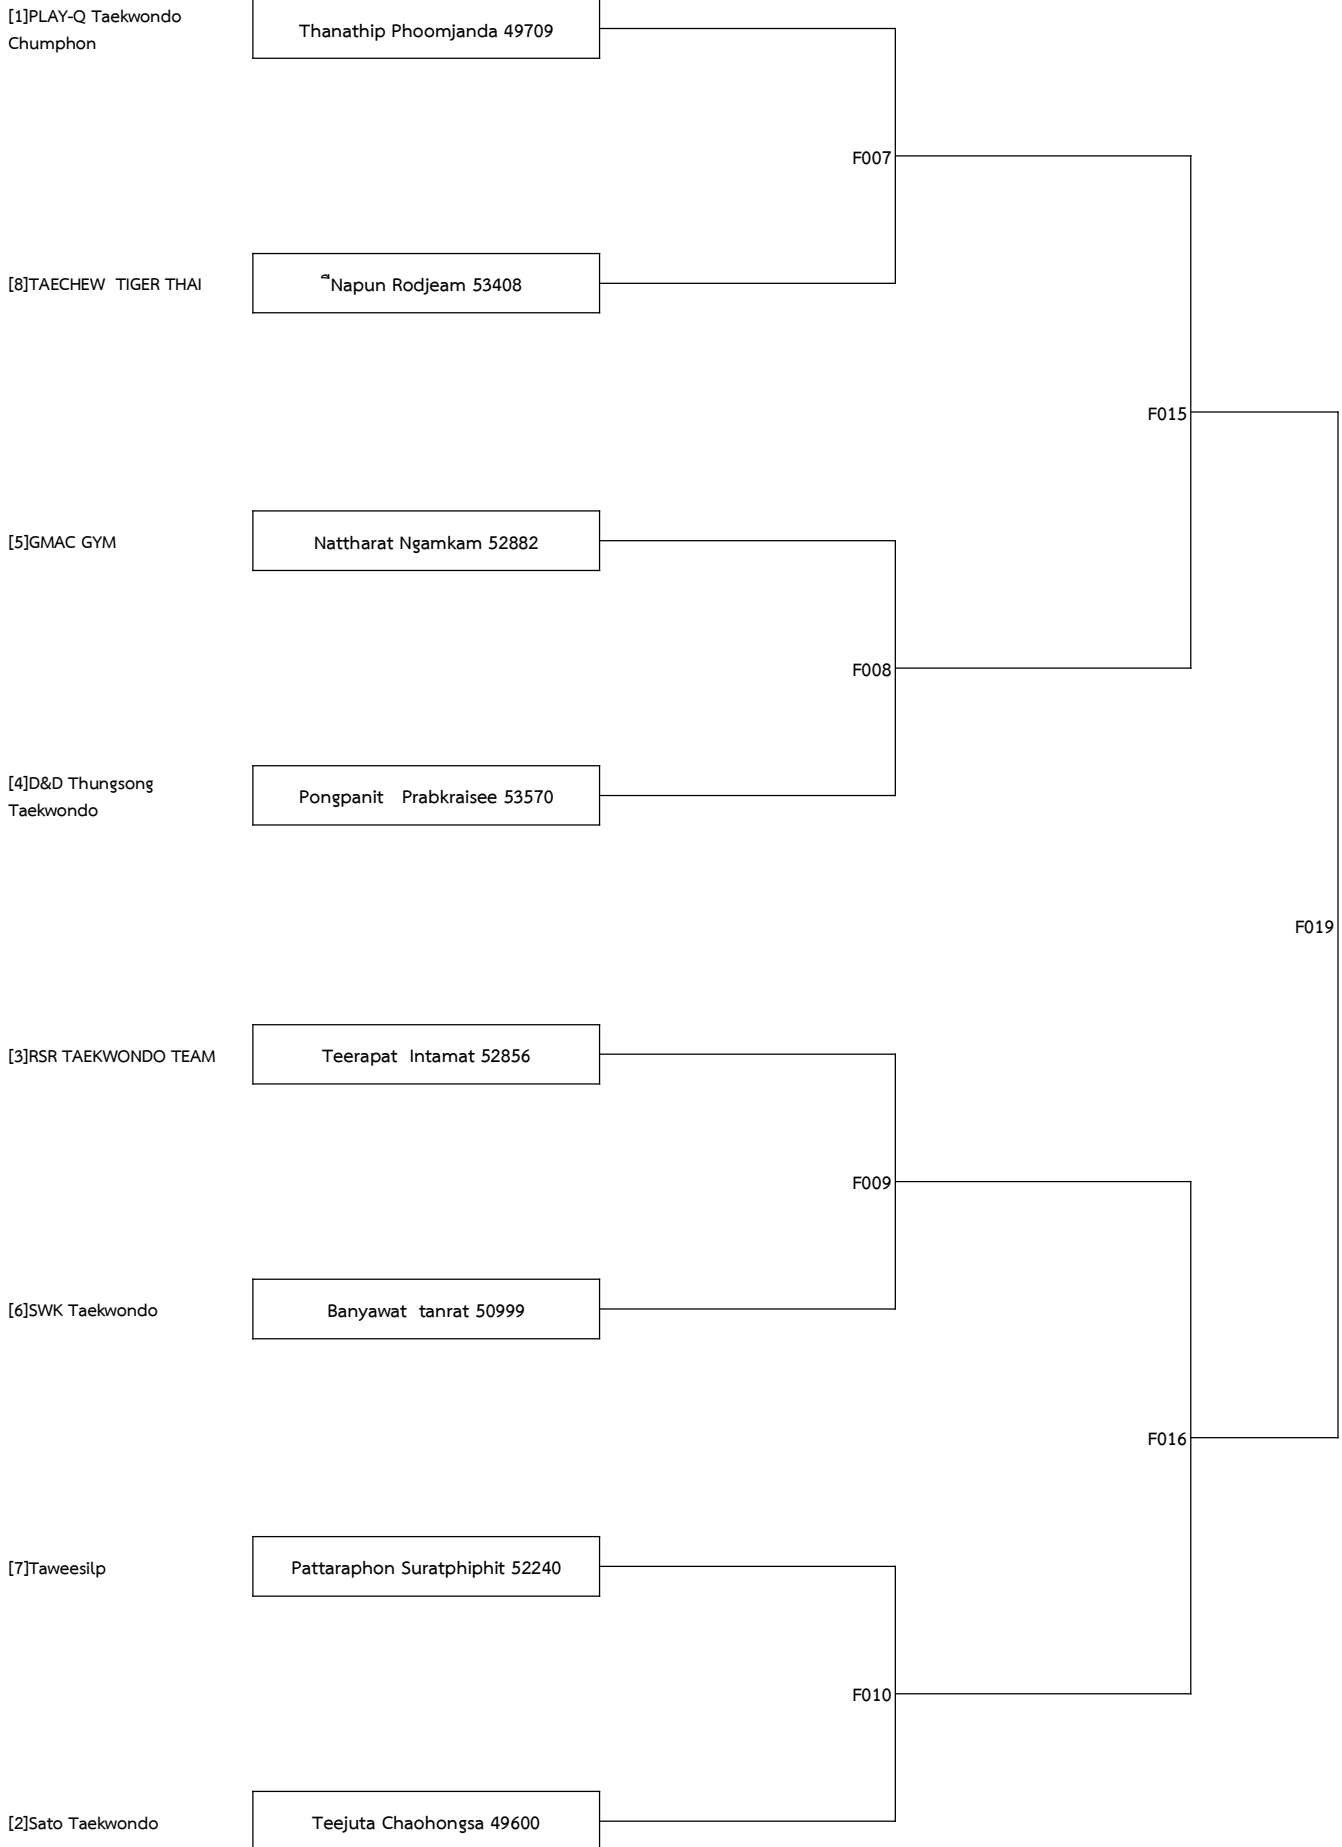 [1]PLAY-Q Taekwondo
Chumphon
Thanathip Phoomjanda 49709
F007
[8]TAECHEW  TIGER THAI
ืNapun Rodjeam 53408
F015
[5]GMAC GYM
Nattharat Ngamkam 52882
F008
[4]D&D Thungsong
Taekwondo
Pongpanit   Prabkraisee 53570
F019
[3]RSR TAEKWONDO TEAM
Teerapat  Intamat 52856
F009
[6]SWK Taekwondo
Banyawat  tanrat 50999
F016
[7]Taweesilp
Pattaraphon Suratphiphit 52240
F010
[2]Sato Taekwondo
Teejuta Chaohongsa 49600